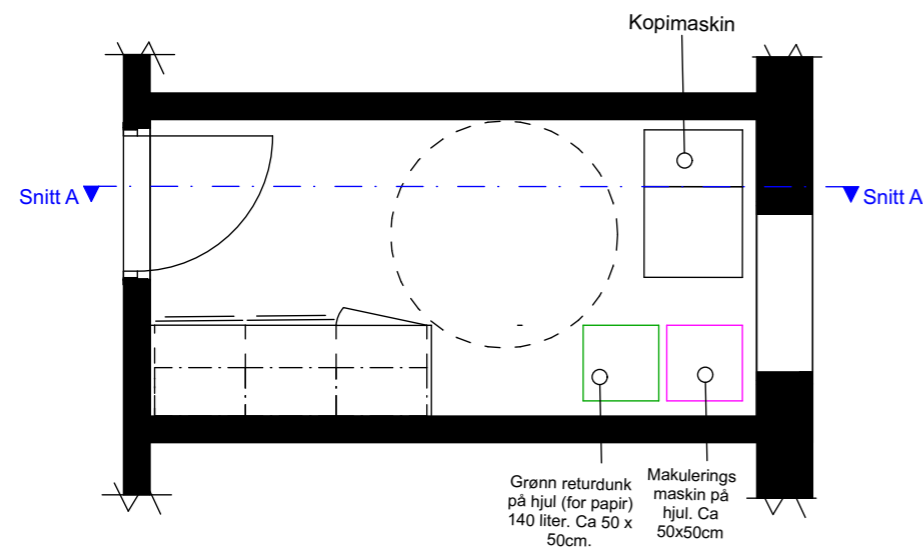 Kopimaskin
Snitt A
Snitt A
Grønn returdunk
på hjul (for papir)
140 liter. Ca 50 x
50cm.
Makulerings
maskin på
hjul. Ca
50x50cm